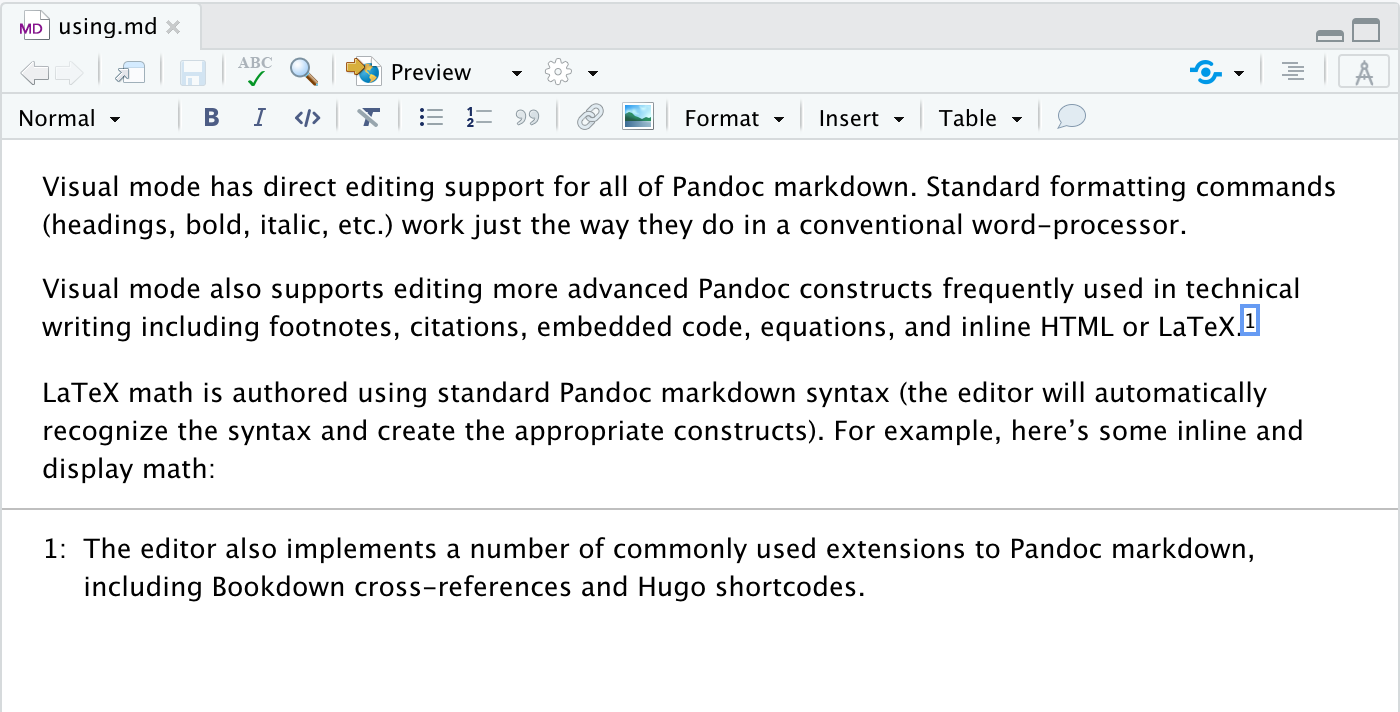 MD using.md
ABC
Preview
Normal B I </> Format Insert Table
Visual mode has direct editing support for all of Pandoc markdown. Standard formatting commands
(headings, bold, italic, etc.) work just the way they do in a conventional word-processor.
Visual mode also supports editing more advanced Pandoc constructs frequently used in technical
writing including footnotes, citations, embedded code, equations, and inline HTML or LaTeX.1
LaTeX math is authored using standard Pandoc markdown syntax (the editor will automatically
recognize the syntax and create the appropriate constructs). For example, here’s some inline and
display math:
1: The editor also implements a number of commonly used extensions to Pandoc markdown,
including Bookdown cross-references and Hugo shortcodes.